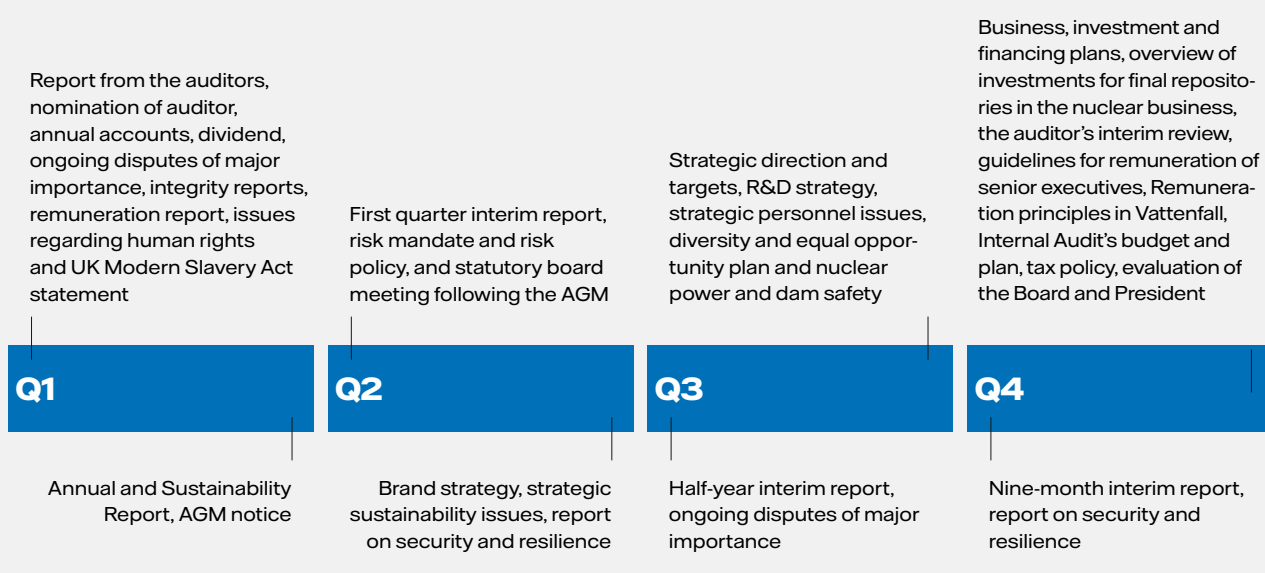 Report from the auditors,
nomination of auditor,
annual accounts, dividend,
ongoing disputes of major
importance, integrity reports,
remuneration report, issues
regarding human rights
and UK Modern Slavery Act
statement
First quarter interim report,
risk mandate and risk
policy, and statutory board
meeting following the AGM
Strategic direction and
targets, R&D strategy,
strategic personnel issues,
diversity and equal oppor-
tunity plan and nuclear
power and dam safety
Business, investment and
financing plans, overview of
investments for final reposito-
ries in the nuclear business,
the auditor's interim review,
guidelines for remuneration of
senior executives, Remunera-
tion principles in Vattenfall,
Internal Audit's budget and
plan, tax policy, evaluation of
the Board and President
Q1
Q2
Q3
Q4
Annual and Sustainability
Report, AGM notice
Brand strategy, strategic
sustainability issues, report
on security and resilience
Half-year interim report,
ongoing disputes of major
importance
Nine-month interim report,
report on security and
resilience